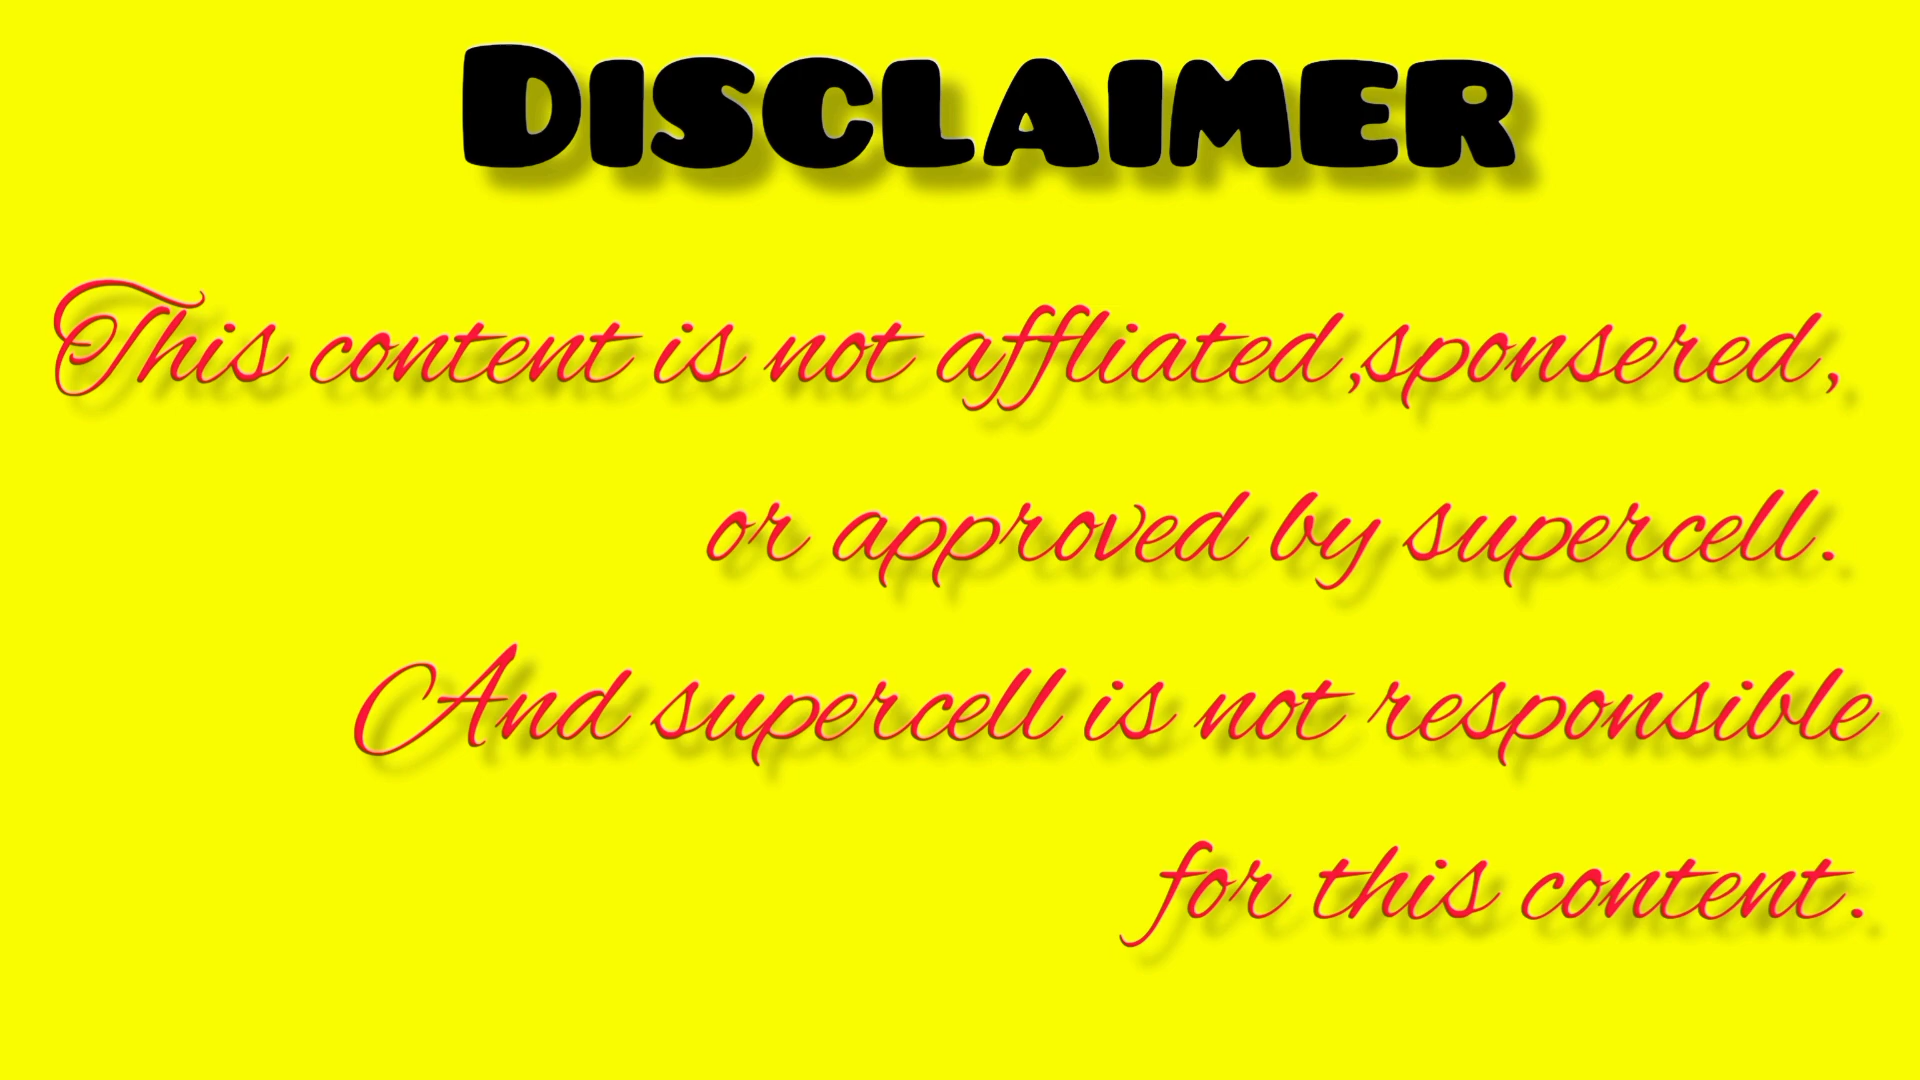 DISCLAIMER
This content is not affliated,sponsered,
or approved by supercell.
And supercell is not responsible
for this content.